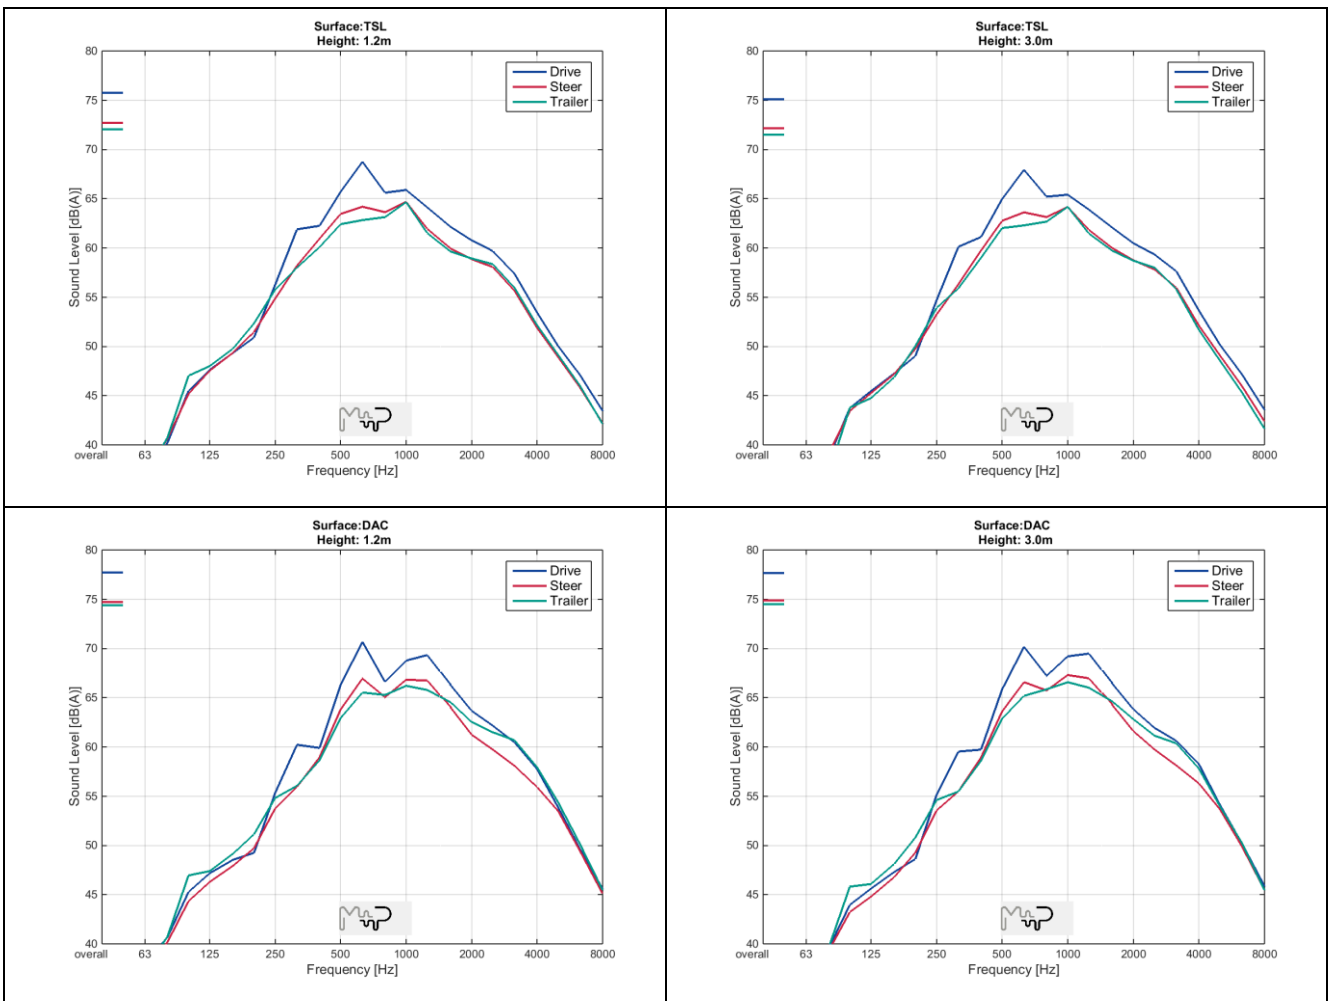 Surface:TSL
Height: 1.2m
80
75
70
65
60
55
50
45
40
Sound Level [dB(A)]
Drive
Steer
Trailer
overall 63 125 250 500 1000 2000 4000 8000
Frequency [Hz]
Surface:TSL
Height: 3.0m
80
75
70
65
60
55
50
45
40
Sound Level [dB(A)]
Drive
Steer
Trailer
overall 63 125 250 500 1000 2000 4000 8000
Frequency [Hz]
Surface:DAC
Height: 1.2m
80
75
70
65
60
55
50
45
40
Sound Level [dB(A)]
Drive
Steer
Trailer
overall 63 125 250 500 1000 2000 4000 8000
Frequency [Hz]
Surface:DAC
Height: 3.0m
80
75
70
65
60
55
50
45
40
Sound Level [dB(A)]
Drive
Steer
Trailer
overall 63 125 250 500 1000 2000 4000 8000
Frequency [Hz]